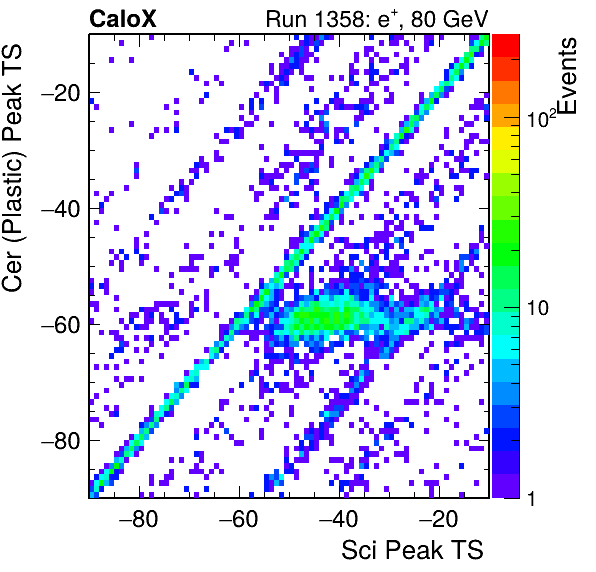 CaloX Run 1358: e⁺, 80 GeV
Cer (Plastic) Peak TS
−20
−40
−60
−80
−80 −60 −40 −20
Sci Peak TS
Events
10²
10
1